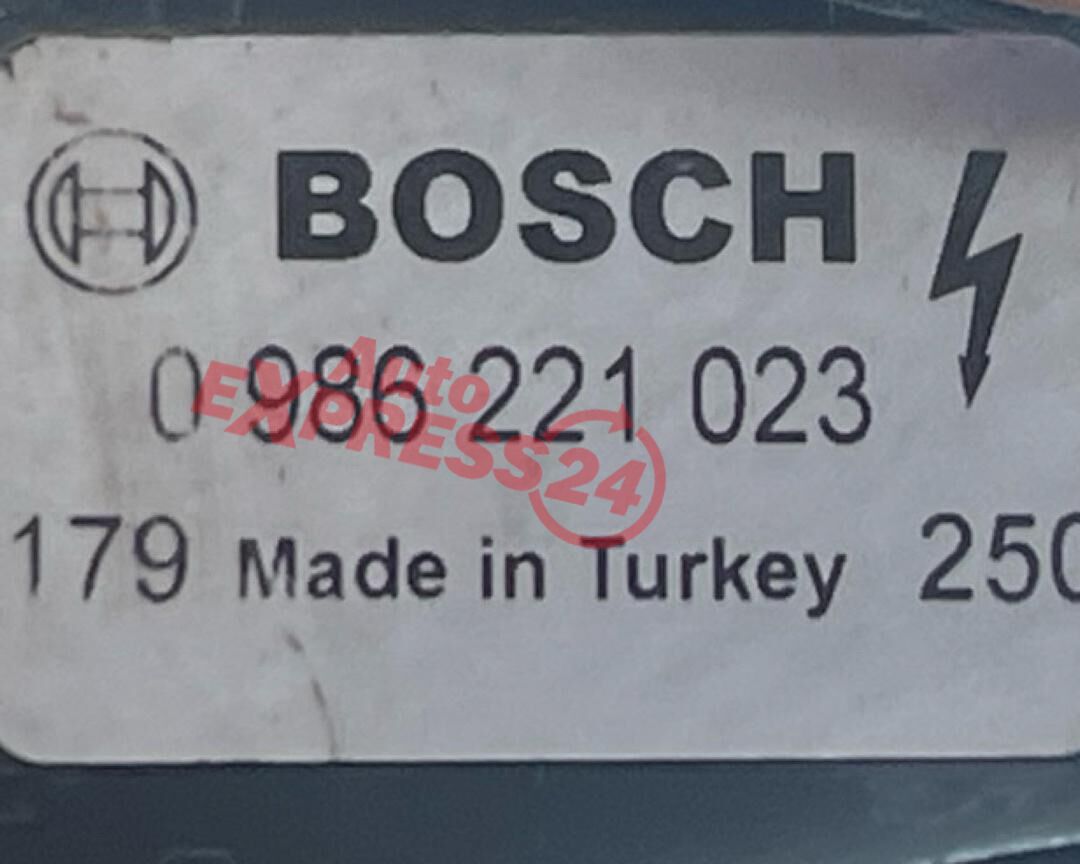 BOSCH
0 986 221 023
Auto
EXPRESS24
179 Made in Turkey 250